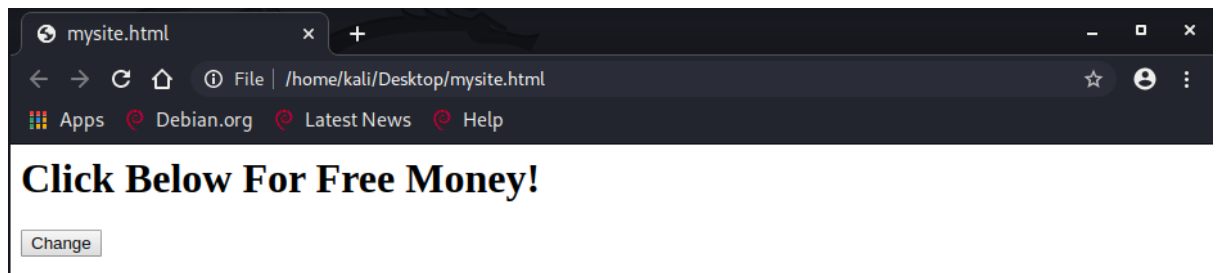 mysite.html
File | /home/kali/Desktop/mysite.html
Apps Debian.org Latest News Help
Click Below For Free Money!
Change